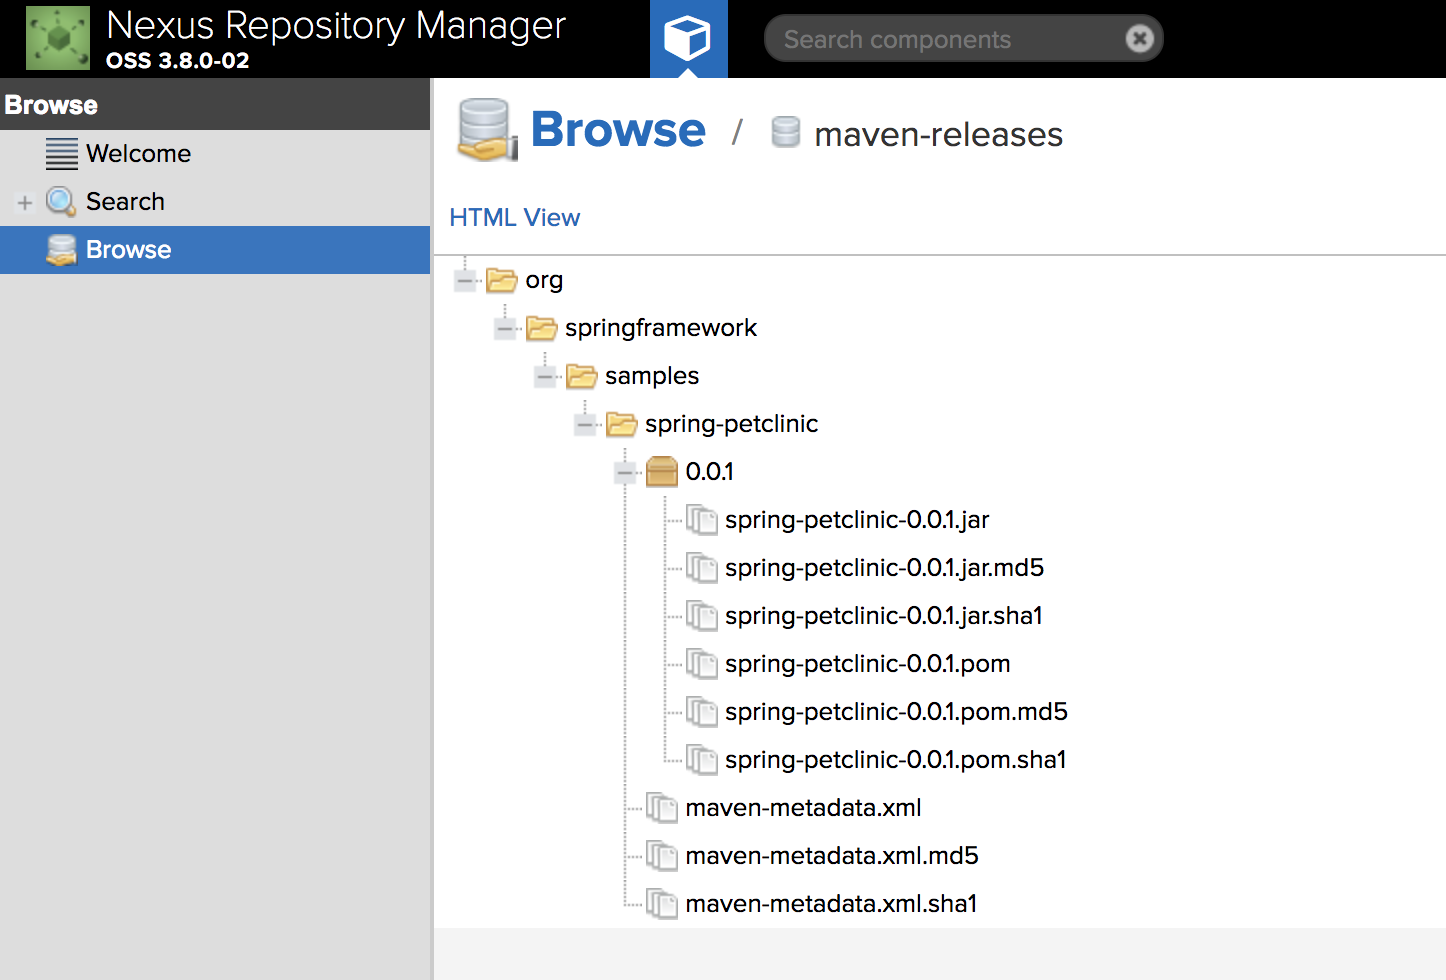 Nexus Repository Manager
OSS 3.8.0-02
Search components
Browse
Welcome
Search
Browse
Browse / maven-releases
HTML View
org
springframework
samples
spring-petclinic
0.0.1
spring-petclinic-0.0.1.jar
spring-petclinic-0.0.1.jar.md5
spring-petclinic-0.0.1.jar.sha1
spring-petclinic-0.0.1.pom
spring-petclinic-0.0.1.pom.md5
spring-petclinic-0.0.1.pom.sha1
maven-metadata.xml
maven-metadata.xml.md5
maven-metadata.xml.sha1